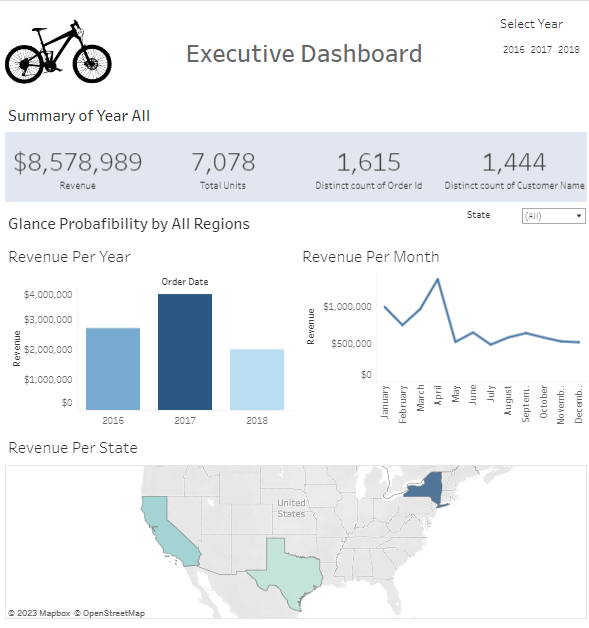 Select Year
Executive Dashboard
2016 2017 2018
Summary of Year All
$8,578,989 7,078 1,615 1,444
Revenue Total Units Distinct count of Order Id Distinct count of Customer Name
Glance Probafibility by All Regions
State (All)
Revenue Per Year
Order Date
Revenue
$4,000,000
$3,000,000
$2,000,000
$1,000,000
$0
2016 2017 2018
Revenue Per Month
Revenue
$1,000,000
$500,000
$0
January
February
March
April
May
June
July
August
Septem..
October
Novemb..
Decemb..
Revenue Per State
United
States
© 2023 Mapbox © OpenStreetMap